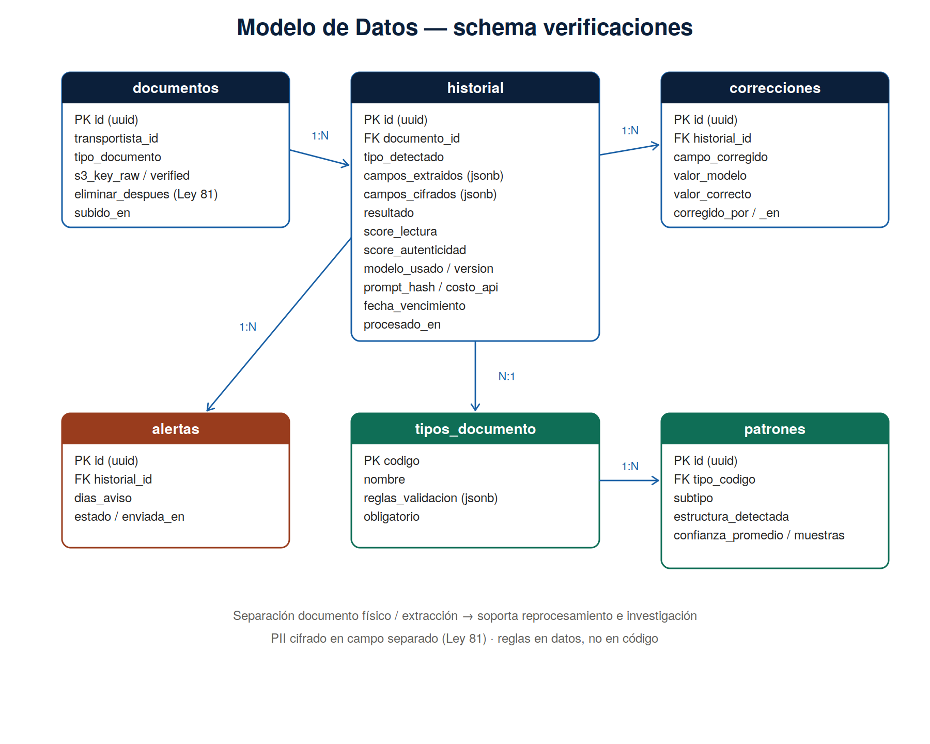 Modelo de Datos — schema verificaciones
documentos
PK id (uuid)
transportista_id
tipo_documento
s3_key_raw / verified
eliminar_despues (Ley 81)
subido_en
1:N
historial
PK id (uuid)
FK documento_id
tipo_detectado
campos_extraidos (jsonb)
campos_cifrados (jsonb)
resultado
score_lectura
score_autenticidad
modelo_usado / version
prompt_hash / costo_api
fecha_vencimiento
procesado_en
1:N
correcciones
PK id (uuid)
FK historial_id
campo_corregido
valor_modelo
valor_correcto
corregido_por / _en
1:N
N:1
alertas
PK id (uuid)
FK historial_id
dias_aviso
estado / enviada_en
tipos_documento
PK codigo
nombre
reglas_validacion (jsonb)
obligatorio
1:N
patrones
PK id (uuid)
FK tipo_codigo
subtipo
estructura_detectada
confianza_promedio / muestras
Separación documento físico / extracción → soporta reprocesamiento e investigación
PII cifrado en campo separado (Ley 81) · reglas en datos, no en código